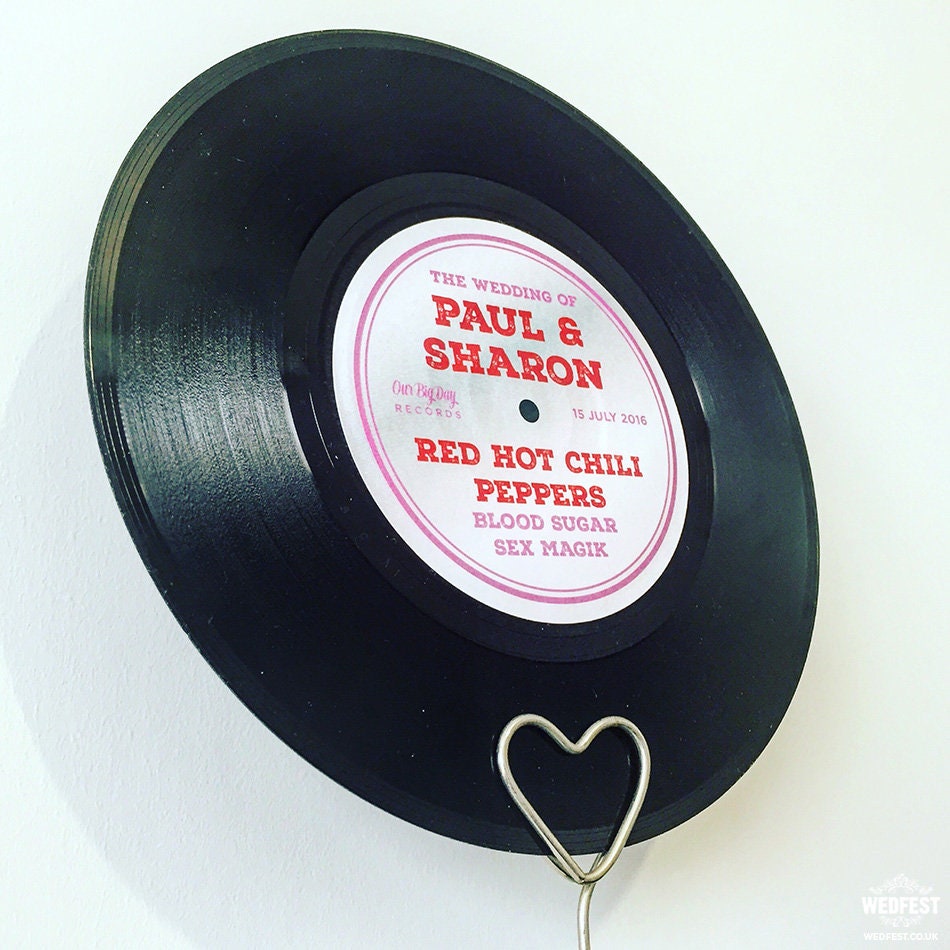 THE WEDDING OF
PAUL &
SHARON
Our Big Day
RECORDS
15 JULY 2016
RED HOT CHILI
PEPPERS
BLOOD SUGAR
SEX MAGIK
WEDFEST
WEDFEST.CO.UK